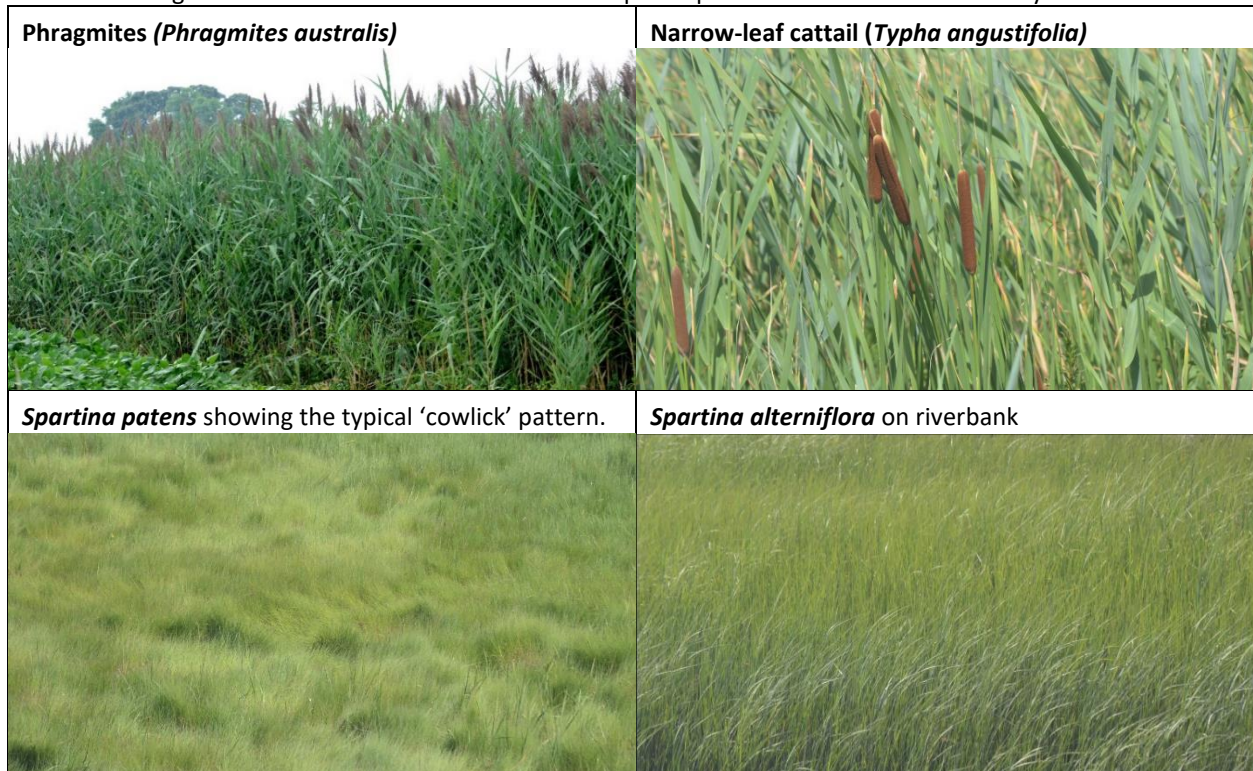 Phragmites (Phragmites australis)
Narrow-leaf cattail (Typha angustifolia)
Spartina patens showing the typical ‘cowlick’ pattern.
Spartina alterniflora on riverbank